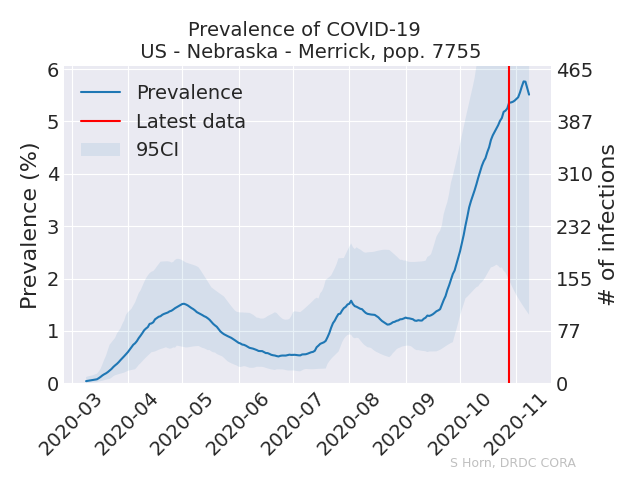 Prevalence of COVID-19
US - Nebraska - Merrick, pop. 7755
Prevalence (%)
6
5
4
3
2
1
0
Prevalence
Latest data
95CI
465
387
310
232
155
77
0
# of infections
2020-03
2020-04
2020-05
2020-06
2020-07
2020-08
2020-09
2020-10
2020-11
S Horn, DRDC CORA